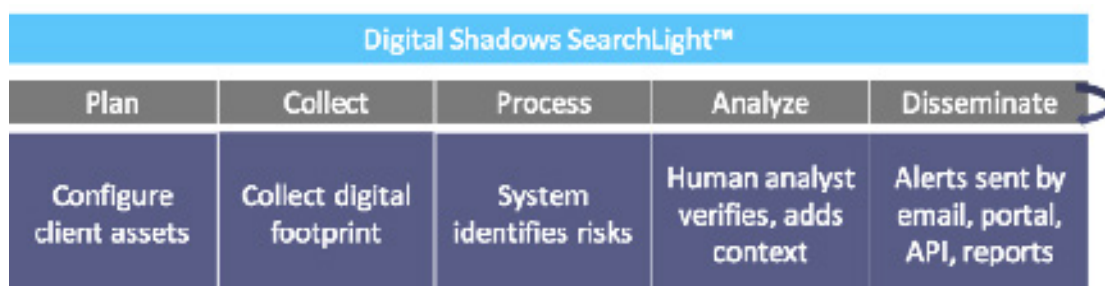 Digital Shadows SearchLight™
Plan
Collect
Process
Analyze
Disseminate
Configure
client assets
Collect digital
footprint
System
identifies risks
Human analyst
verifies, adds
context
Alerts sent by
email, portal,
API, reports